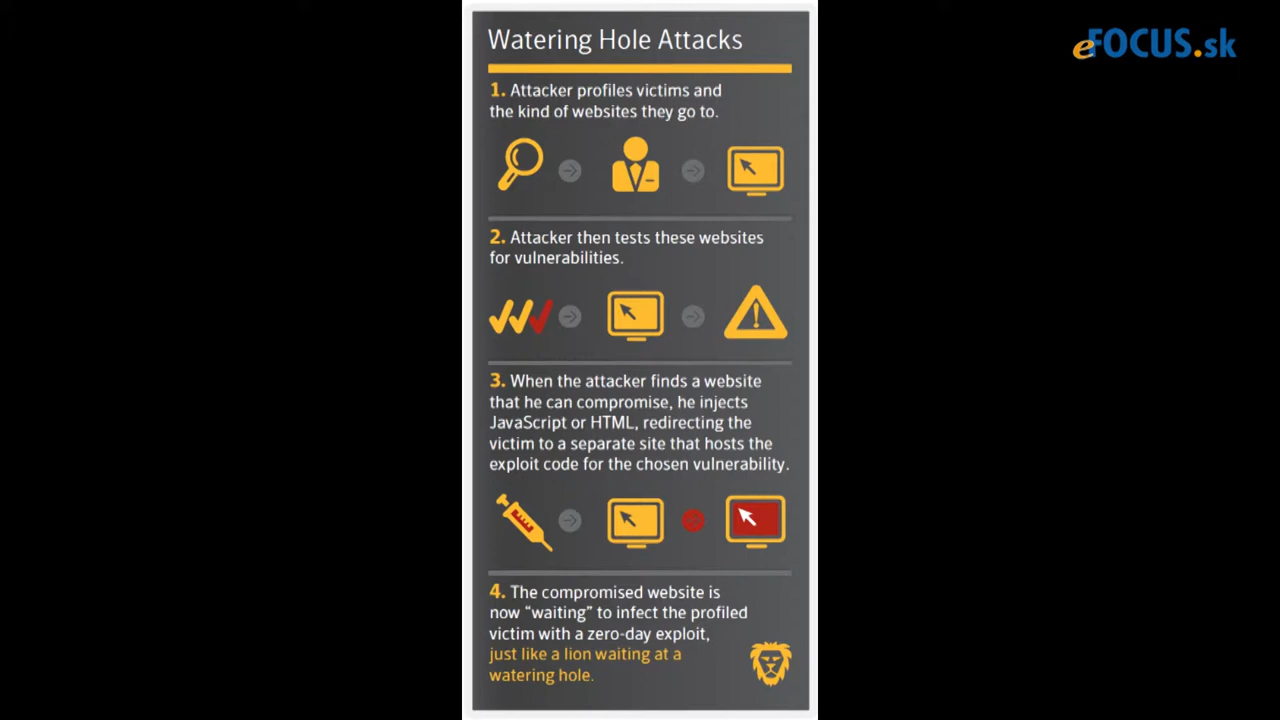 Watering Hole Attacks
eFOCUS.sk
1. Attacker profiles victims and
the kind of websites they go to.
2. Attacker then tests these websites
for vulnerabilities.
3. When the attacker finds a website
that he can compromise, he injects
JavaScript or HTML, redirecting the
victim to a separate site that hosts the
exploit code for the chosen vulnerability.
4. The compromised website is
now “waiting” to infect the profiled
victim with a zero-day exploit,
just like a lion waiting at a
watering hole.